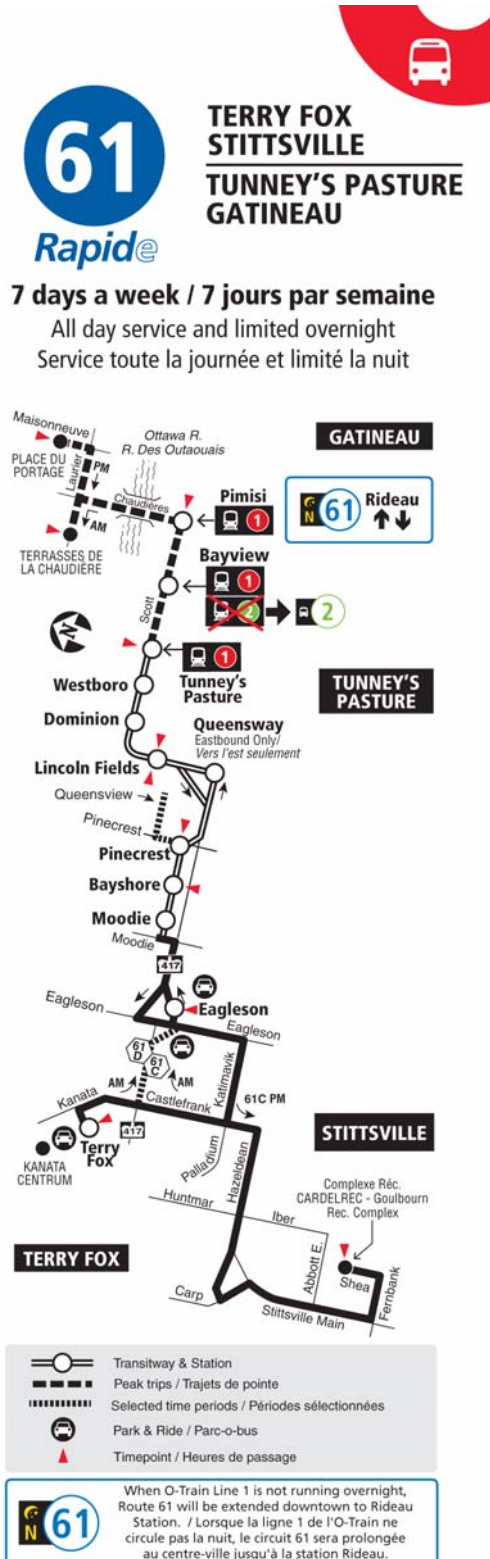 61
Rapide
TERRY FOX
STITTSVILLE
TUNNEY'S PASTURE
GATINEAU
7 days a week / 7 jours par semaine
All day service and limited overnight
Service toute la journée et limité la nuit
Maisonneuve
PLACE DU
PORTAGE
Laurier
PM
Ottawa R.
R. Des Outaouais
GATINEAU
Chaudières
AM
TERRASSES DE
LA CHAUDIÈRE
Pimisi
1
N 61 Rideau
Bayview
1
2
2
Scott
N
1
Tunney's
Pasture
TUNNEY'S
PASTURE
Westboro
Dominion
Queensway
Eastbound Only/
Vers l'est seulement
Lincoln Fields
Queensview
Pinecrest
Pinecrest
Bayshore
Moodie
Moodie
417
Eagleson
Eagleson
Eagleson
61
D
61
C
AM
AM
Katimavik
61C PM
Kanata
Castlefrank
417
Terry
Fox
KANATA
CENTRUM
Palladium
Hazeldean
STITTSVILLE
Complexe Réc.
CARDELREC - Goulbourn
Rec. Complex
Huntmar
Iber
Abbott E.
Shea
Fernbank
TERRY FOX
Carp
Stittsville Main
Transitway & Station
Peak trips / Trajets de pointe
Selected time periods / Périodes sélectionnées
Park & Ride / Parc-o-bus
Timepoint / Heures de passage
N 61
When O-Train Line 1 is not running overnight,
Route 61 will be extended downtown to Rideau
Station. / Lorsque la ligne 1 de l'O-Train ne
circule pas la nuit, le circuit 61 sera prolongée
au centre-ville jusqu'à la station Rideau.